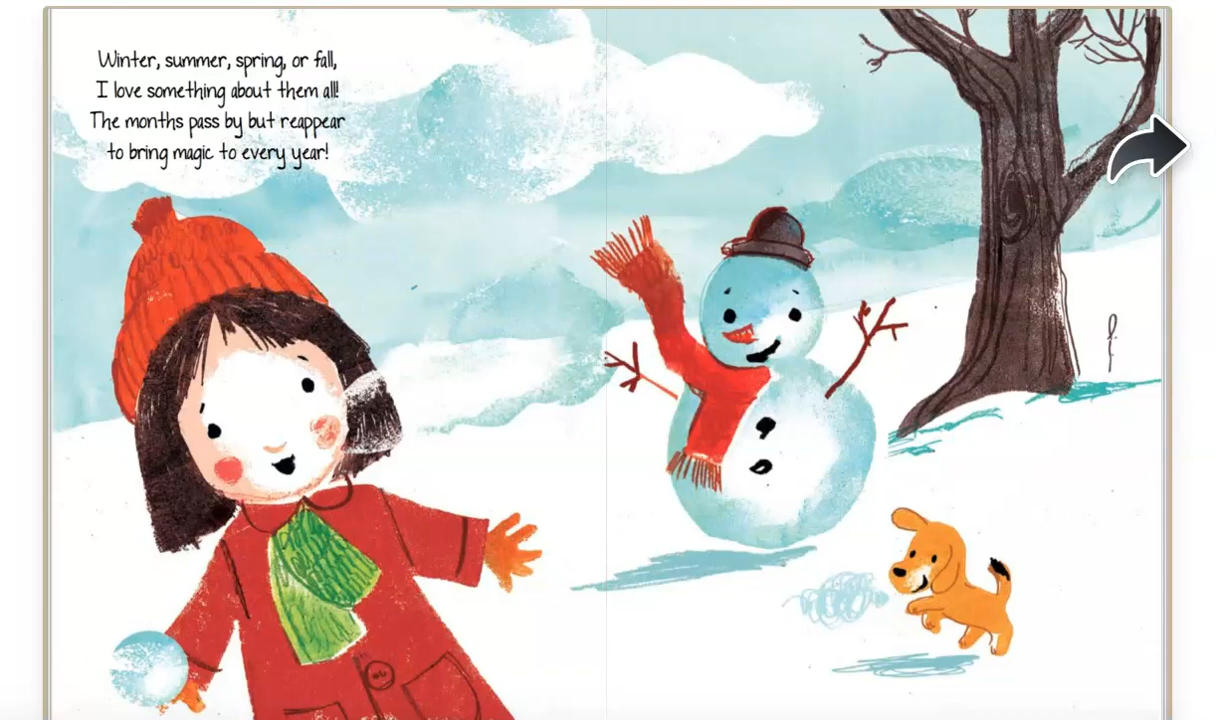 Winter, summer, spring, or fall,
I love something about them all!
The months pass by but reappear
to bring magic to every year!